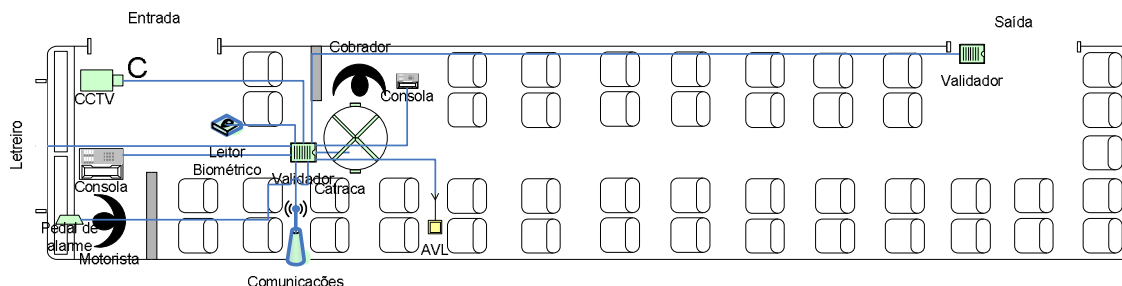 Entrada
Saída
Cobrador
C
CCTV
Consola
Validador
Letreiro
Leitor
Biométrico
Validador
Catraca
Consola
Pedal de
alarme
Motorista
AVL
Comunicações